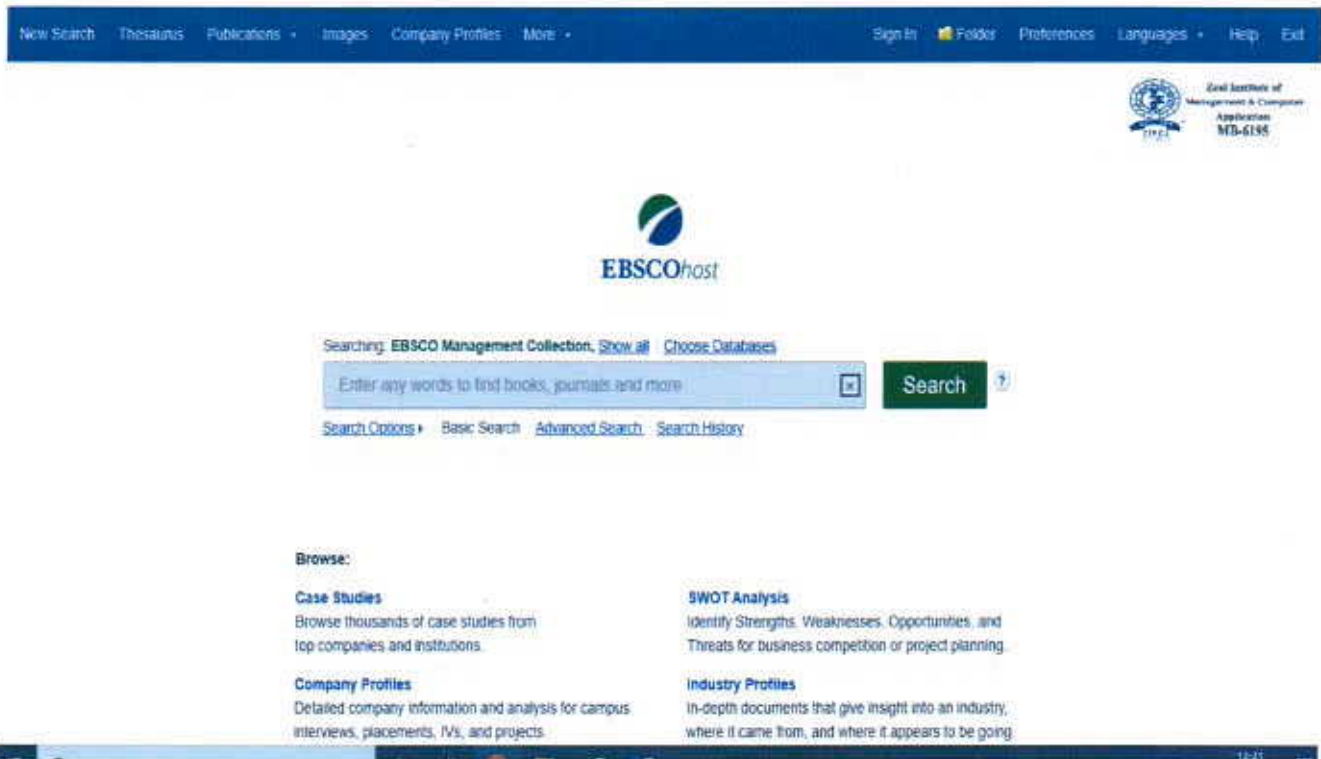 New Search Thesaurus Publications Images Company Profiles More Sign In Folder Preferences Languages Help Exit
Zeal Institute of
Management & Computer
Application
MB-6195
EBSCOhost
Searching: EBSCO Management Collection, Show all Choose Databases
Enter any words to find books, journals and more
Search ?
Search Options Basic Search Advanced Search Search History
Browse:
Case Studies
Browse thousands of case studies from
top companies and institutions.
SWOT Analysis
Identify Strengths, Weaknesses, Opportunities, and
Threats for business competition or project planning.
Company Profiles
Detailed company information and analysis for campus
interviews, placements, IVs, and projects.
Industry Profiles
In-depth documents that give insight into an industry,
where it came from, and where it appears to be going